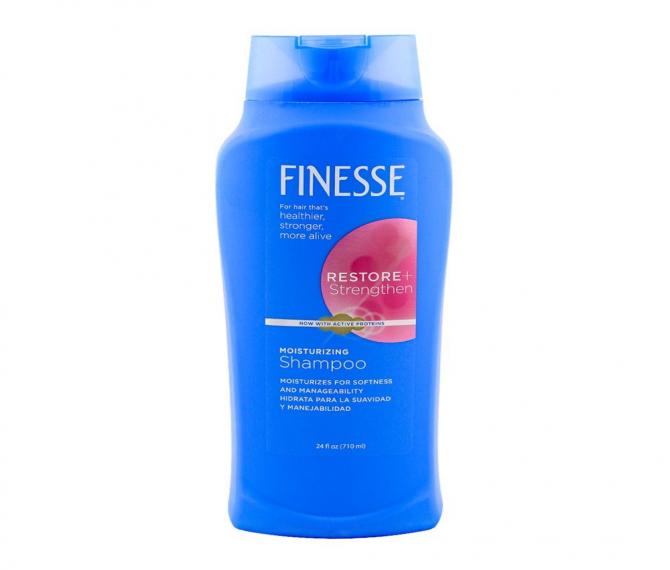 FINESSE
For hair that's
healthier,
stronger,
more alive
RESTORE+
Strengthen
NOW WITH ACTIVE PROTEINS
MOISTURIZING
Shampoo
MOISTURIZES FOR SOFTNESS
AND MANAGEABILITY
HIDRATA PARA LA SUAVIDAD
Y MANEJABILIDAD
24 fl oz (710 ml)